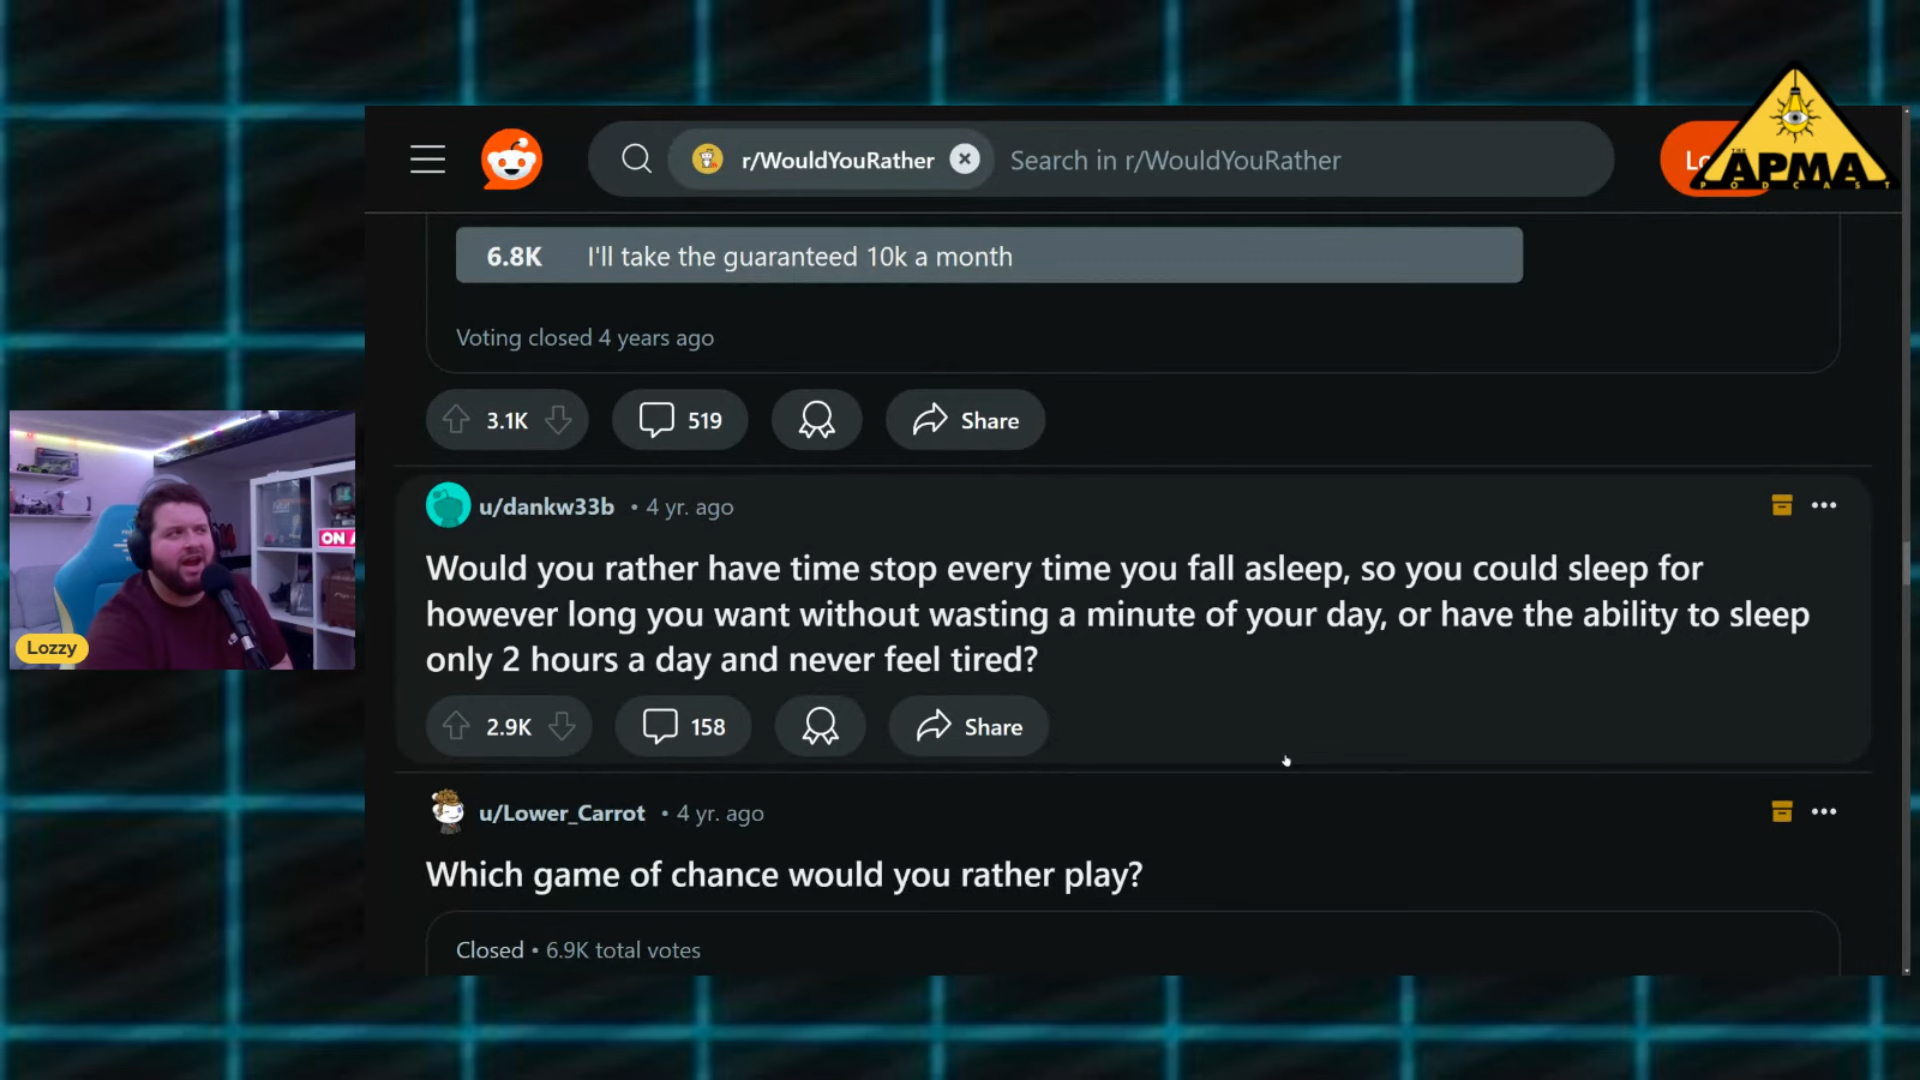 r/WouldYouRather
Search in r/WouldYouRather
THE
APMA
PODCAST
6.8K I'll take the guaranteed 10k a month
Voting closed 4 years ago
3.1K 519 Share
u/dankw33b • 4 yr. ago
Would you rather have time stop every time you fall asleep, so you could sleep for
however long you want without wasting a minute of your day, or have the ability to sleep
only 2 hours a day and never feel tired?
ON A
Lozzy
2.9K 158 Share
u/Lower_Carrot • 4 yr. ago
Which game of chance would you rather play?
Closed • 6.9K total votes